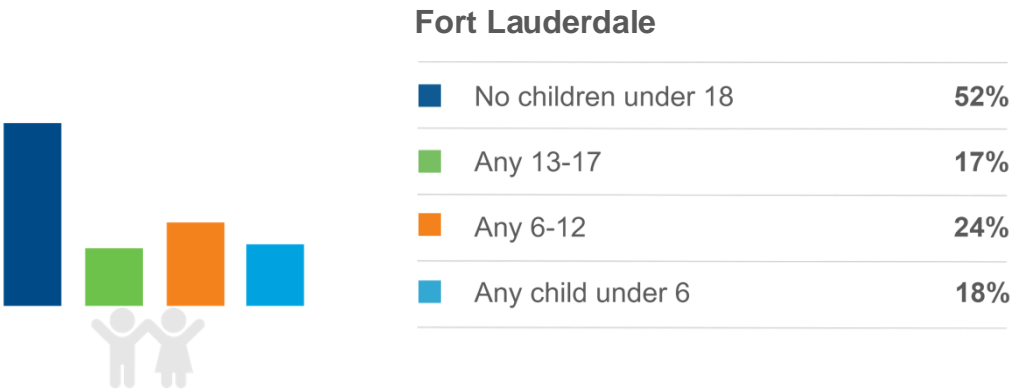 Fort Lauderdale
No children under 18 52%
Any 13-17 17%
Any 6-12 24%
Any child under 6 18%